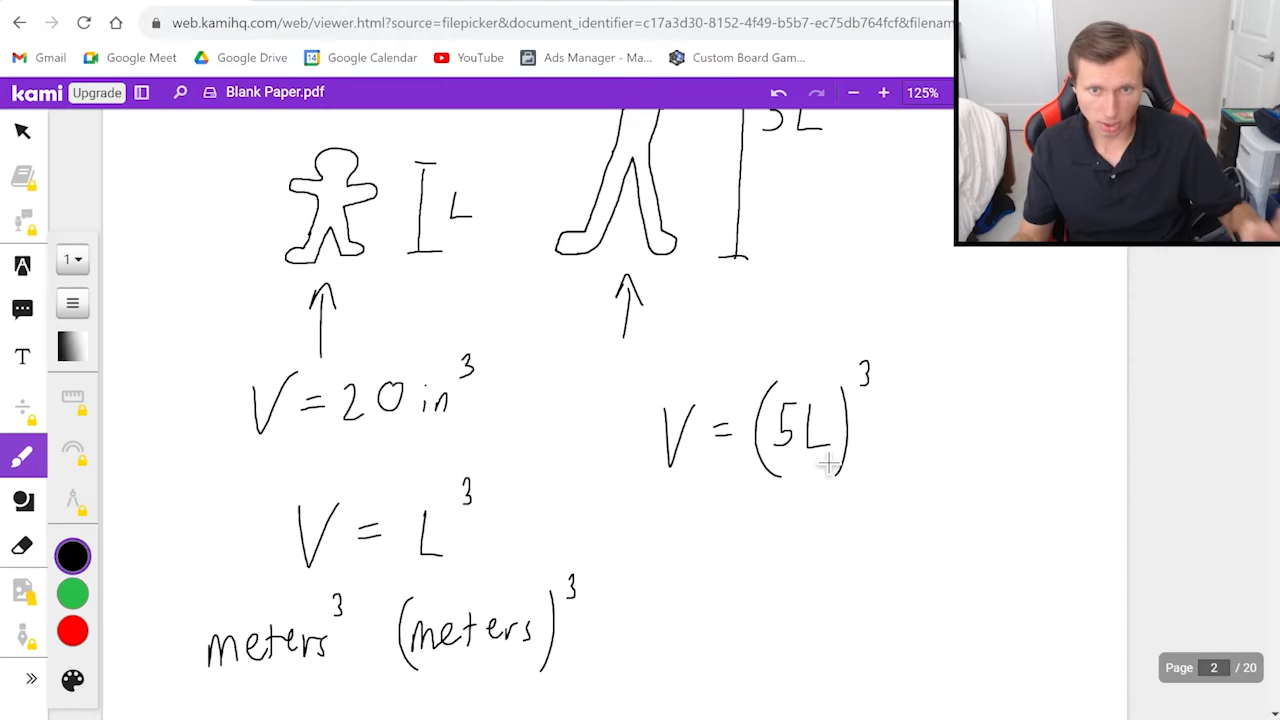 web.kamihq.com/web/viewer.html?source=filepicker&document_identifier=c17a3d30-8152-4f49-b5b7-ec75db764fcf&filenam
Gmail Google Meet Google Drive 14 Google Calendar YouTube Ads Manager - Ma... Custom Board Gam...
kami Upgrade Blank Paper.pdf 125%
5L
L
1
V = 20 in³
V = (5L)³
V = L³
meters³ (meters)³
T
A
Page 2 / 20